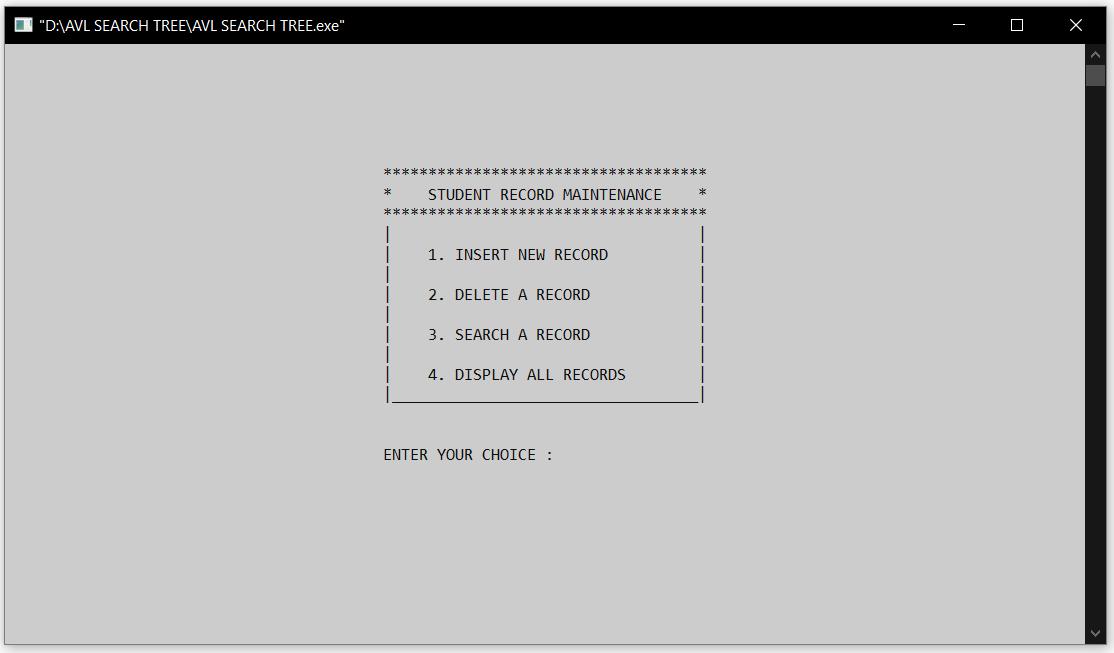 "D:\AVL SEARCH TREE\AVL SEARCH TREE.exe"
************************************
* STUDENT RECORD MAINTENANCE *
************************************
1. INSERT NEW RECORD
2. DELETE A RECORD
3. SEARCH A RECORD
4. DISPLAY ALL RECORDS
ENTER YOUR CHOICE :